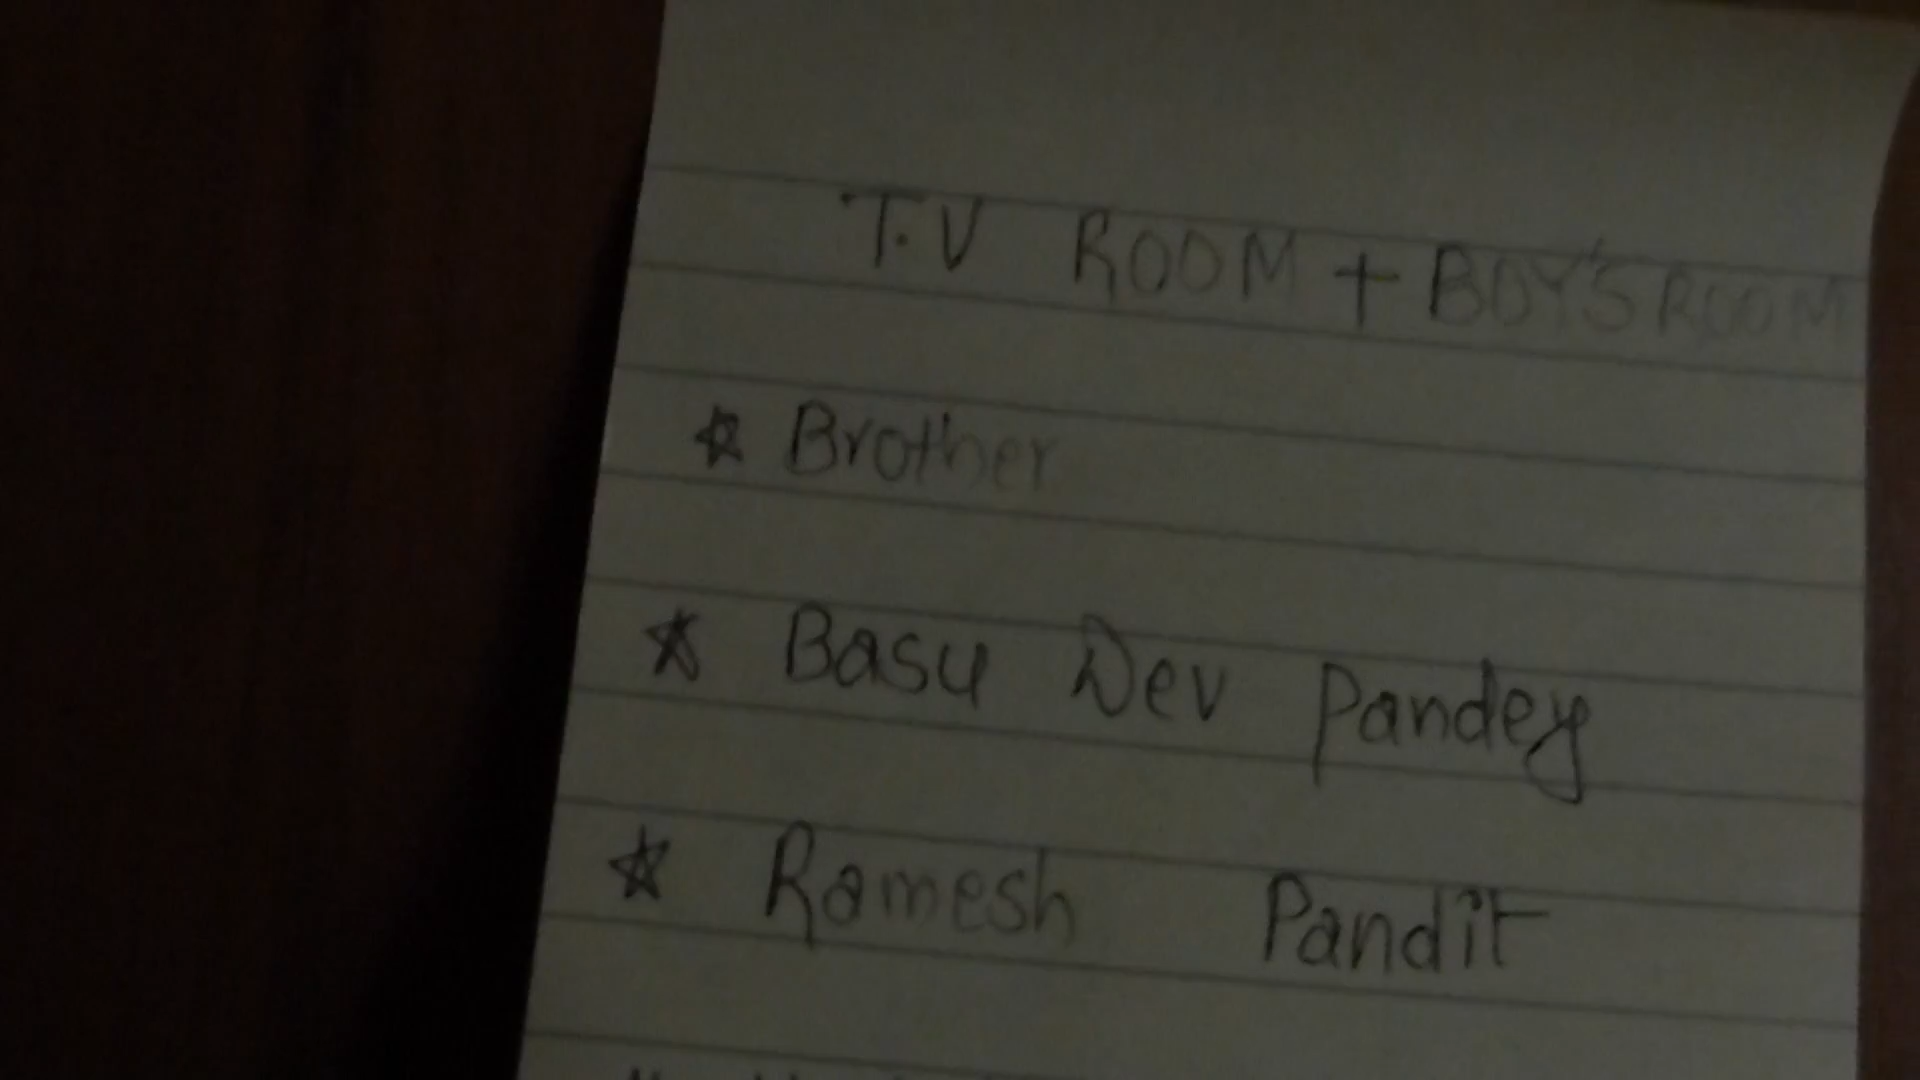 T.V ROOM + BOY'S ROOM
☆ Brother
☆ Basu Dev Pandey
☆ Ramesh Pandit